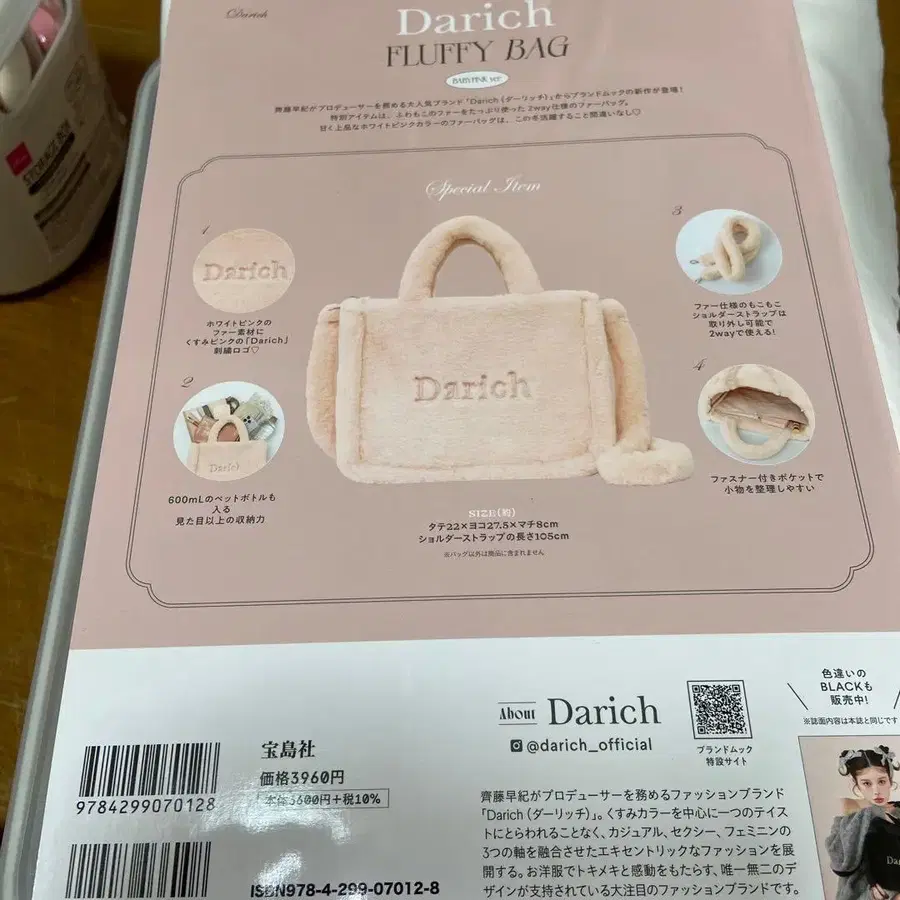 Darich
Darich
FLUFFY BAG
BABY PINK ver.
齊藤早紀がプロデューサーを務める大人気ブランド「Darich(ダーリッチ)」からブランドムックの新作が登場!
特別アイテムは、ふわもこのファーをたっぷり使った2way仕様のファーバッグ。
甘く上品なホワイトピンクカラーのファーバッグは、この冬活躍すること間違いなし♡
Special Item
1
Darich
ホワイトピンクの
ファー素材に
くすみピンクの「Darich」
刺繍ロゴ♡
2
Darich
600mLのペットボトルも
入る
見た目以上の収納力
Darich
3
ファー仕様のもこもこ
ショルダーストラップは
取り外し可能で
2wayで使える!
4
ファスナー付きポケットで
小物を整理しやすい
SIZE(約)
タテ22×ヨコ27.5×マチ8cm
ショルダーストラップの長さ105cm
※バッグ以外は商品に含まれません
9784299070128
宝島社
価格3960円
本体3600円+税10%
ISBN978-4-299-07012-8
About Darich
@darich_official
ブランドムック
特設サイト
色違いの
BLACKも
販売中!
※誌面内容は本誌と同じです
齊藤早紀がプロデューサーを務めるファッションブランド
「Darich(ダーリッチ)」。くすみカラーを中心に一つのテイス
トにとらわれることなく、カジュアル、セクシー、フェミニンの
3つの軸を融合させたエキセントリックなファッションを展
開する。お洋服でトキメキと感動をもたらす、唯一無二のデ
ザインが支持されている大注目のファッションブランドです。